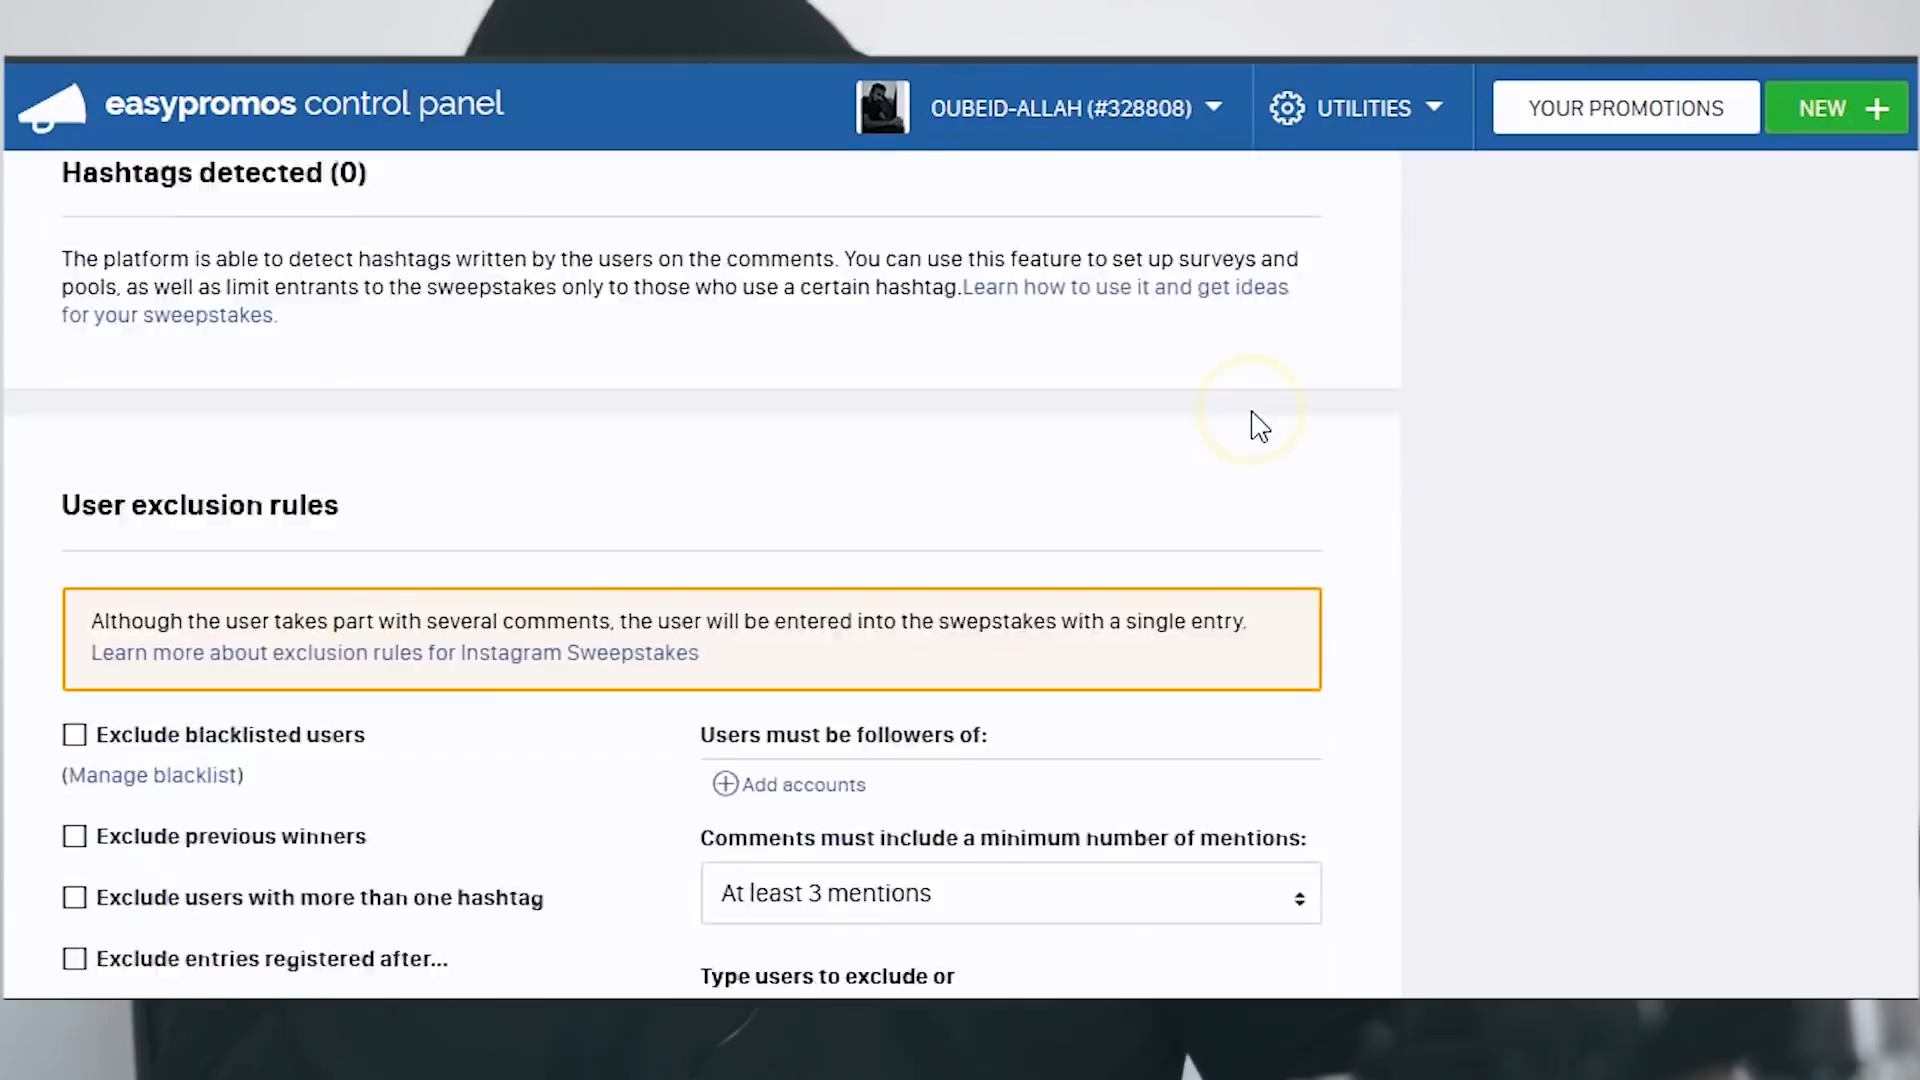 easypromos control panel
OUBEID-ALLAH (#328808)
UTILITIES
YOUR PROMOTIONS
NEW +
Hashtags detected (0)
The platform is able to detect hashtags written by the users on the comments. You can use this feature to set up surveys and
pools, as well as limit entrants to the sweepstakes only to those who use a certain hashtag.Learn how to use it and get ideas
for your sweepstakes.
User exclusion rules
Although the user takes part with several comments, the user will be entered into the swepstakes with a single entry.
Learn more about exclusion rules for Instagram Sweepstakes
Exclude blacklisted users
(Manage blacklist)
Exclude previous winners
Exclude users with more than one hashtag
Exclude entries registered after...
Users must be followers of:
Add accounts
Comments must include a minimum number of mentions:
At least 3 mentions
Type users to exclude or